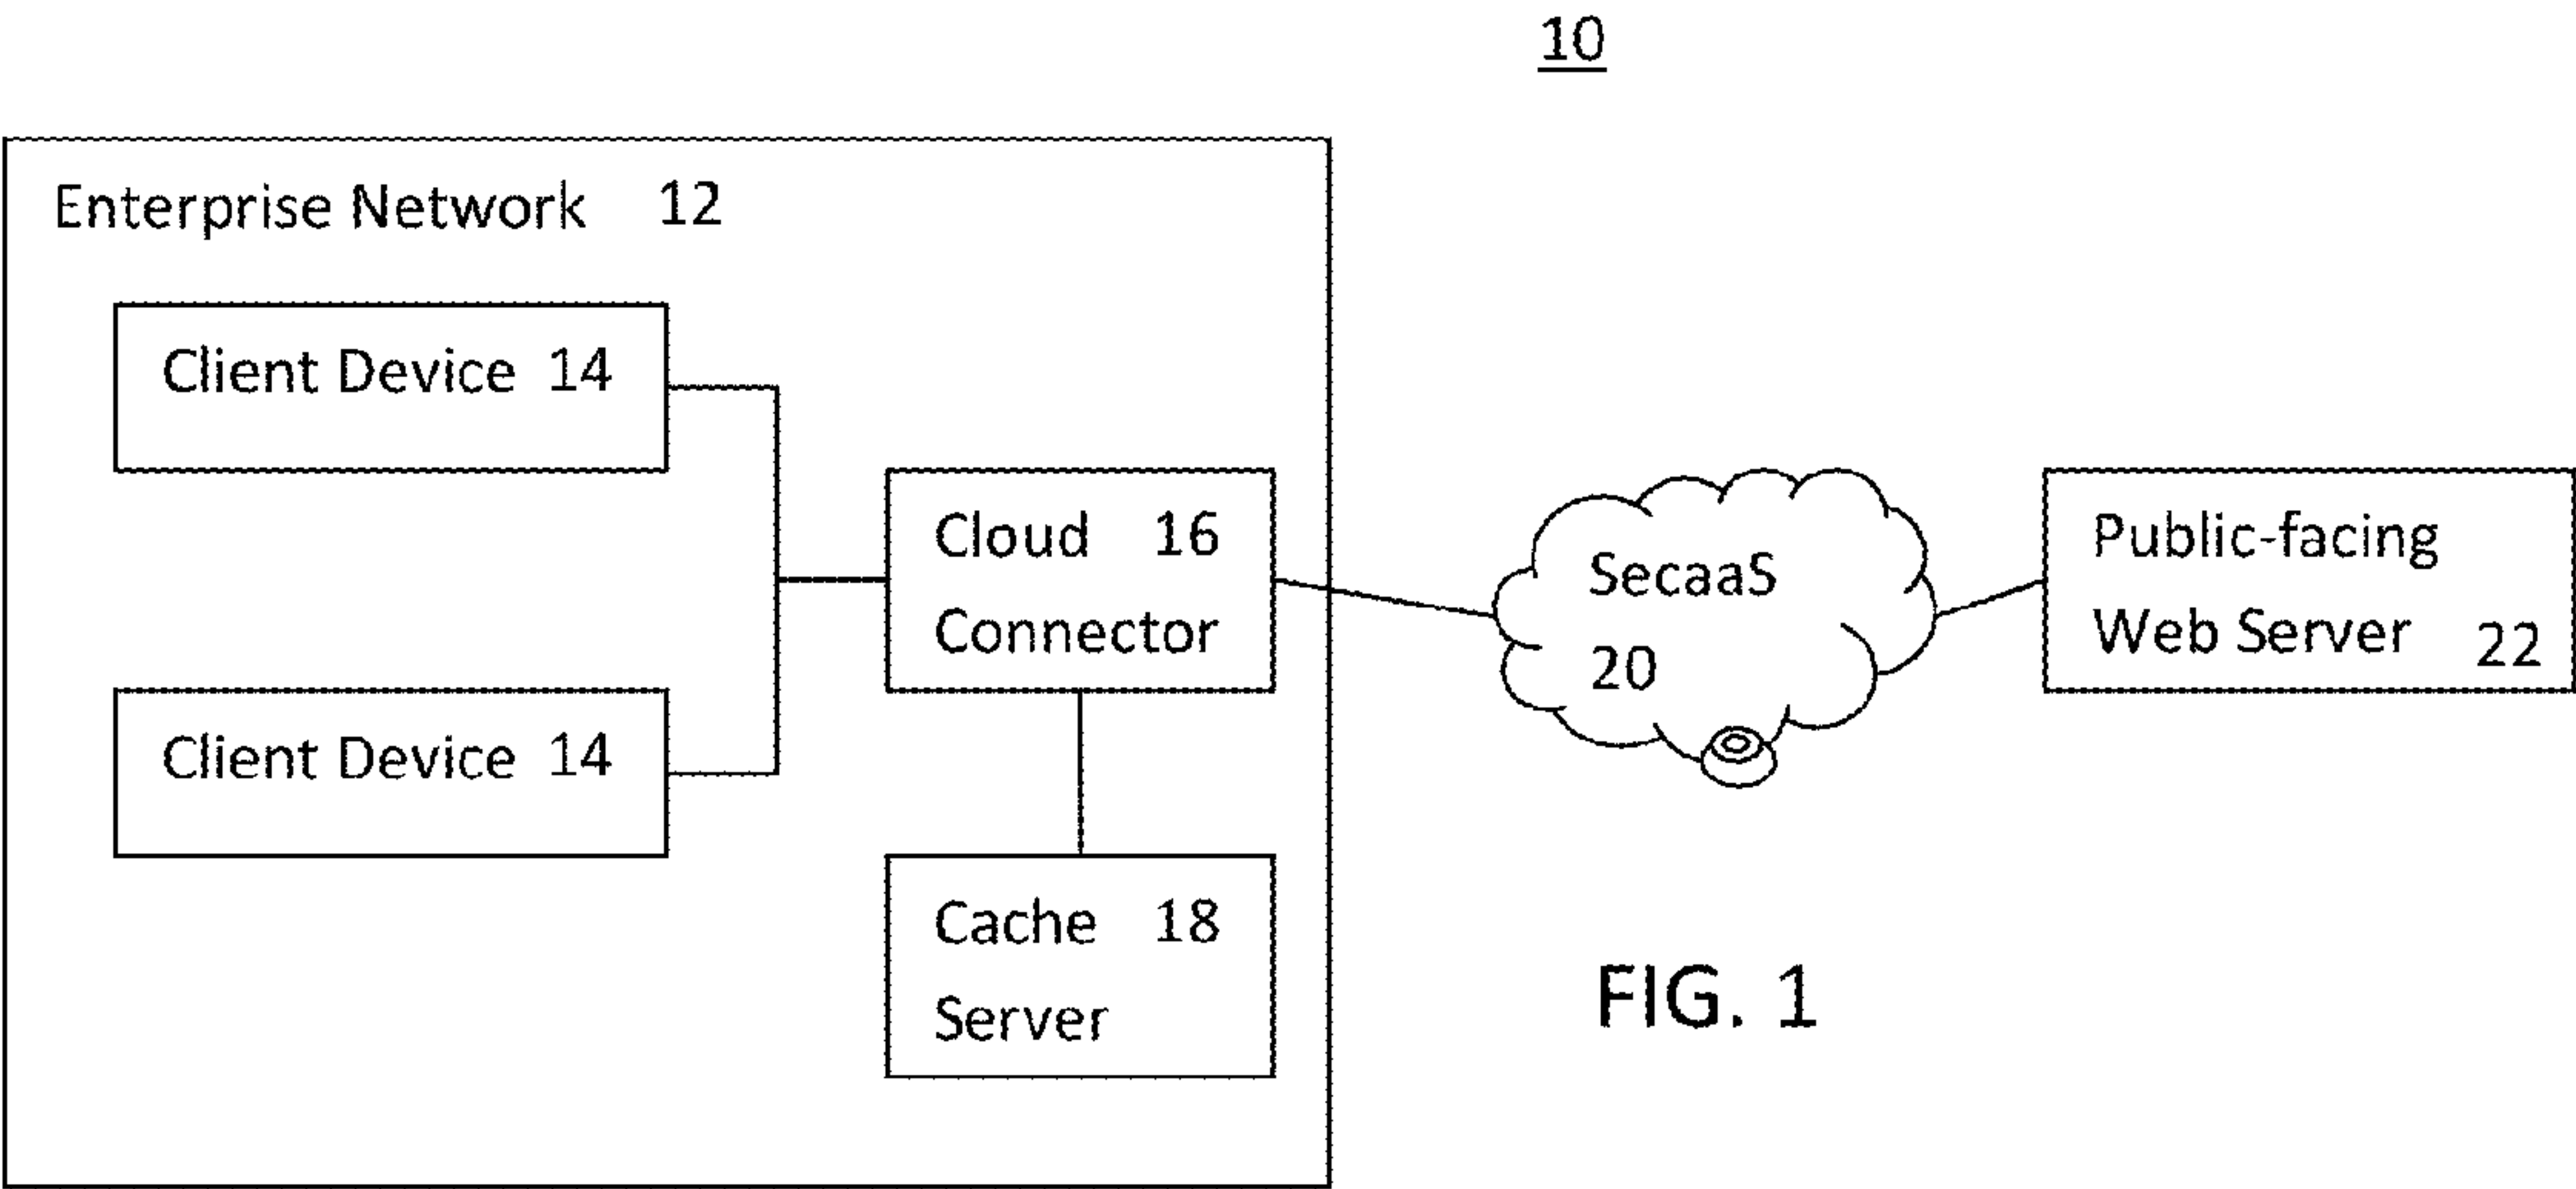 10
Enterprise Network 12
Client Device 14
Cloud 16
Connector
Client Device 14
Cache 18
Server
SecaaS
20
Public-facing
Web Server 22
FIG. 1